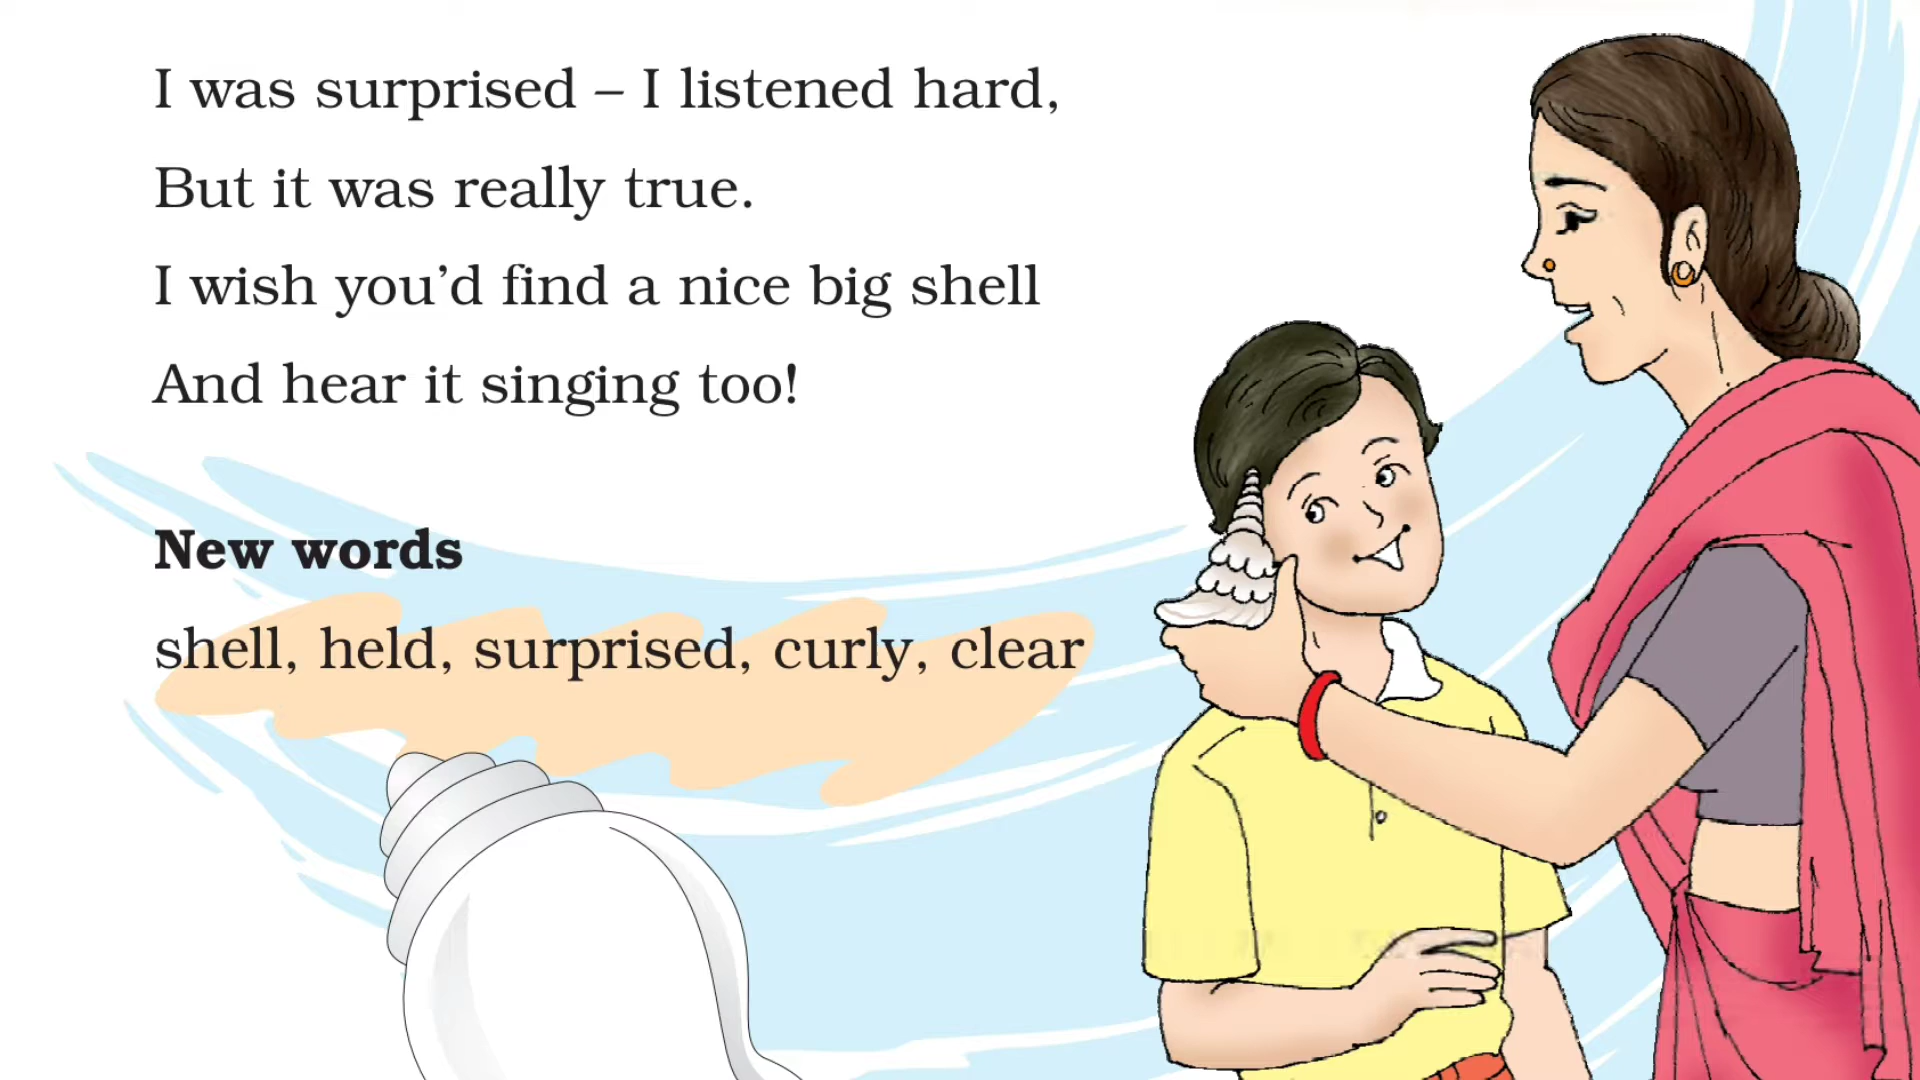 I was surprised – I listened hard,
But it was really true.
I wish you’d find a nice big shell
And hear it singing too!
New words
shell, held, surprised, curly, clear